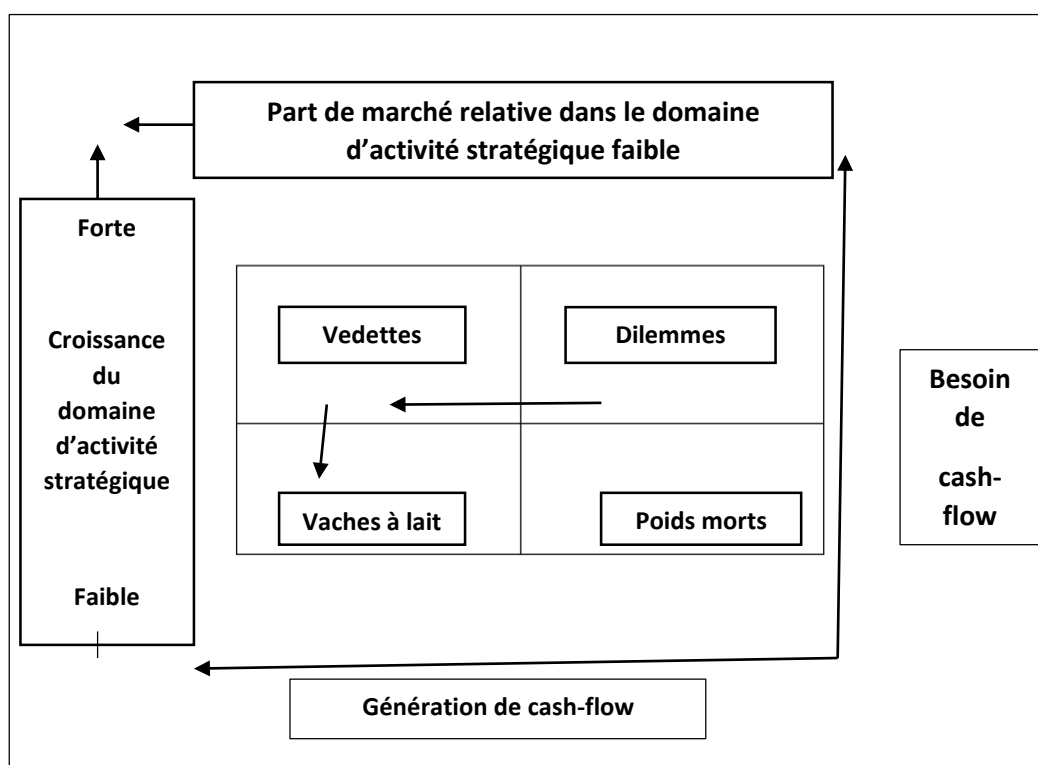 Part de marché relative dans le domaine
d’activité stratégique faible
Forte
Croissance
du
domaine
d’activité
stratégique
Faible
Vedettes
Dilemmes
Vaches à lait
Poids morts
Besoin
de
cash-
flow
Génération de cash-flow